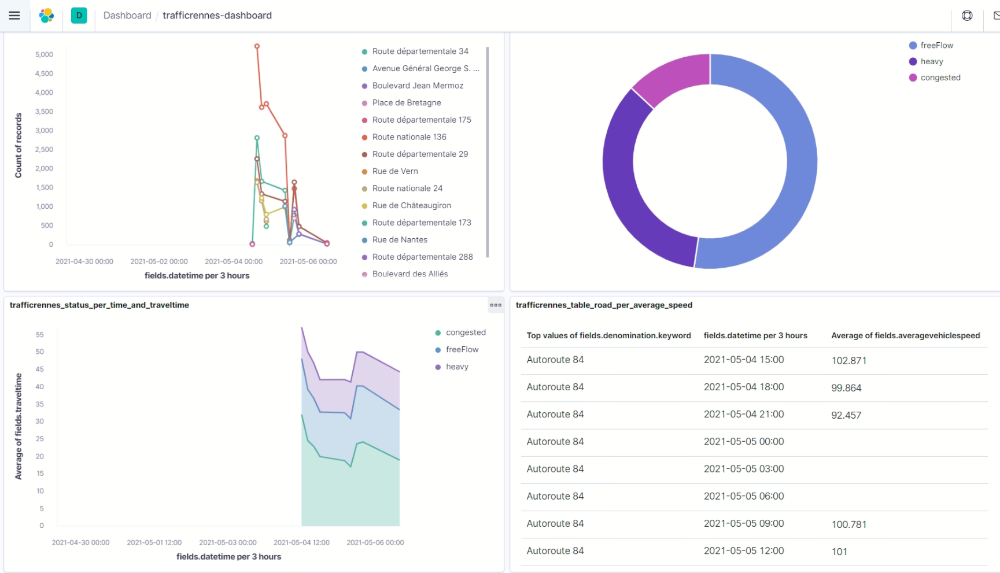 D Dashboard / trafficrennes-dashboard
5,000
4,500
4,000
3,500
3,000
2,500
2,000
1,500
1,000
500
0
Count of records
2021-04-30 00:00 2021-05-02 00:00 2021-05-04 00:00 2021-05-06 00:00
fields.datetime per 3 hours
Route départementale 34
Avenue Général George S. ...
Boulevard Jean Mermoz
Place de Bretagne
Route départementale 175
Route nationale 136
Route départementale 29
Rue de Vern
Route nationale 24
Rue de Châteaugiron
Route départementale 173
Rue de Nantes
Route départementale 288
Boulevard des Alliés
freeFlow
heavy
congested
trafficrennes_status_per_time_and_traveltime
55
50
45
40
35
30
25
20
15
10
5
0
Average of fields.traveltime
2021-04-30 00:00 2021-05-01 12:00 2021-05-03 00:00 2021-05-04 12:00 2021-05-06 00:00
fields.datetime per 3 hours
congested
freeFlow
heavy
trafficrennes_table_road_per_average_speed
Top values of fields.denomination.keyword fields.datetime per 3 hours Average of fields.averagevehiclespeed
Autoroute 84 2021-05-04 15:00 102.871
Autoroute 84 2021-05-04 18:00 99.864
Autoroute 84 2021-05-04 21:00 92.457
Autoroute 84 2021-05-05 00:00
Autoroute 84 2021-05-05 03:00
Autoroute 84 2021-05-05 06:00
Autoroute 84 2021-05-05 09:00 100.781
Autoroute 84 2021-05-05 12:00 101